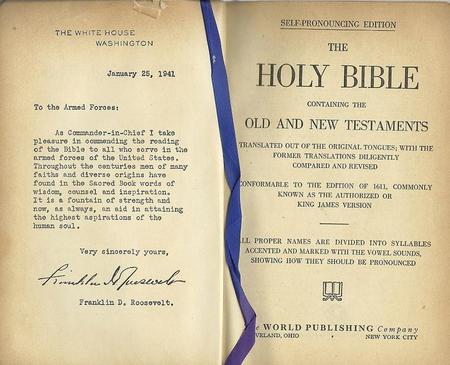 THE WHITE HOUSE
WASHINGTON
January 25, 1941
To the Armed Forces:
As Commander-in-Chief I take
pleasure in commending the reading
of the Bible to all who serve in the
armed forces of the United States.
Throughout the centuries men of many
faiths and diverse origins have
found in the Sacred Book words of
wisdom, counsel and inspiration.
It is a fountain of strength and
now, as always, an aid in attaining
the highest aspirations of the
human soul.
Very sincerely yours,
Franklin D. Roosevelt
Franklin D. Roosevelt.
SELF-PRONOUNCING EDITION
THE
HOLY BIBLE
CONTAINING THE
OLD AND NEW TESTAMENTS
TRANSLATED OUT OF THE ORIGINAL TONGUES; WITH THE
FORMER TRANSLATIONS DILIGENTLY
COMPARED AND REVISED
CONFORMABLE TO THE EDITION OF 1611, COMMONLY
KNOWN AS THE AUTHORIZED OR
KING JAMES VERSION
ALL PROPER NAMES ARE DIVIDED INTO SYLLABLES
ACCENTED AND MARKED WITH THE VOWEL SOUNDS,
SHOWING HOW THEY SHOULD BE PRONOUNCED
The WORLD PUBLISHING Company
CLEVELAND, OHIO NEW YORK CITY